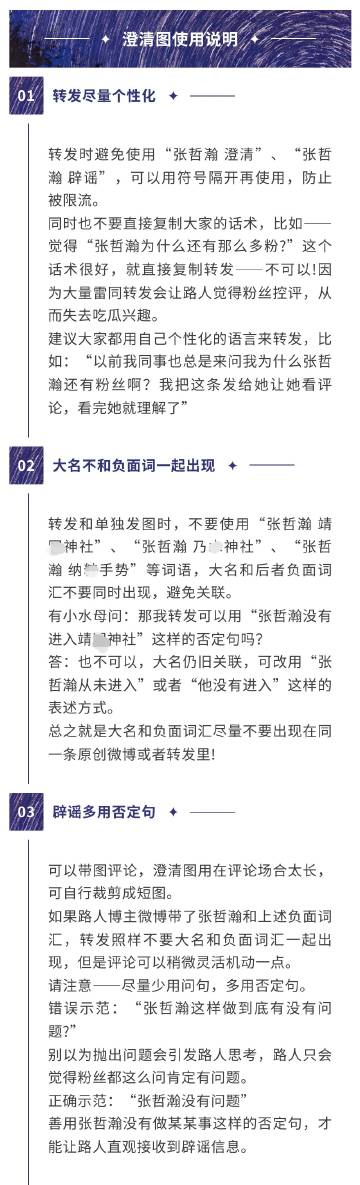 澄清图使用说明
01 转发尽量个性化
转发时避免使用“张哲瀚 澄清”、“张哲
瀚 辟谣”，可以用符号隔开再使用，防止
被限流。
同时也不要直接复制大家的话术，比如——
觉得“张哲瀚为什么还有那么多粉?”这个
话术很好，就直接复制转发——不可以!因
为大量雷同转发会让路人觉得粉丝控评，从
而失去吃瓜兴趣。
建议大家都用自己个性化的语言来转发，比
如：“以前我同事也总是来问我为什么张哲
瀚还有粉丝啊？我把这条发给她让她看评
论，看完她就理解了”
02 大名不和负面词一起出现
转发和单独发图时，不要使用“张哲瀚 靖
神社”、“张哲瀚 乃 神社”、“张哲
瀚 纳 手势”等词语，大名和后者负面词
汇不要同时出现，避免关联。
有小水母问：那我转发可以用“张哲瀚没有
进入靖 神社”这样的否定句吗?
答：也不可以，大名仍旧关联，可改用“张
哲瀚从未进入”或者“他没有进入”这样的
表述方式。
总之就是大名和负面词汇尽量不要出现在同
一条原创微博或者转发里!
03 辟谣多用否定句
可以带图评论，澄清图用在评论场合太长，
可自行裁剪成短图。
如果路人博主微博带了张哲瀚和上述负面词
汇，转发照样不要大名和负面词汇一起出
现，但是评论可以稍微灵活机动一点。
请注意——尽量少用问句，多用否定句。
错误示范：“张哲瀚这样做到底有没有问
题?”
别以为抛出问题会引发路人思考，路人只会
觉得粉丝都这么问肯定有问题。
正确示范：“张哲瀚没有问题”
善用张哲瀚没有做某某事这样的否定句，才
能让路人直观接收到辟谣信息。